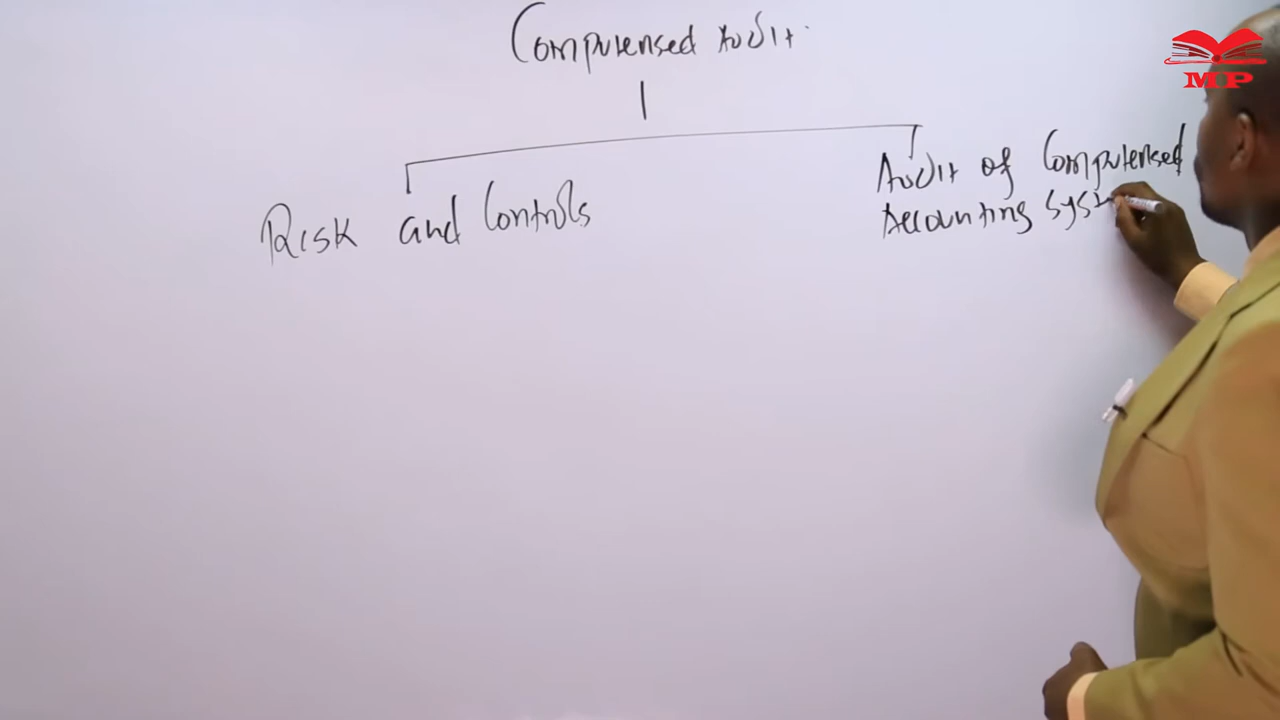 Computerised Audit
Risk and Controls
Audit of Computerised
Accounting Syst
MP